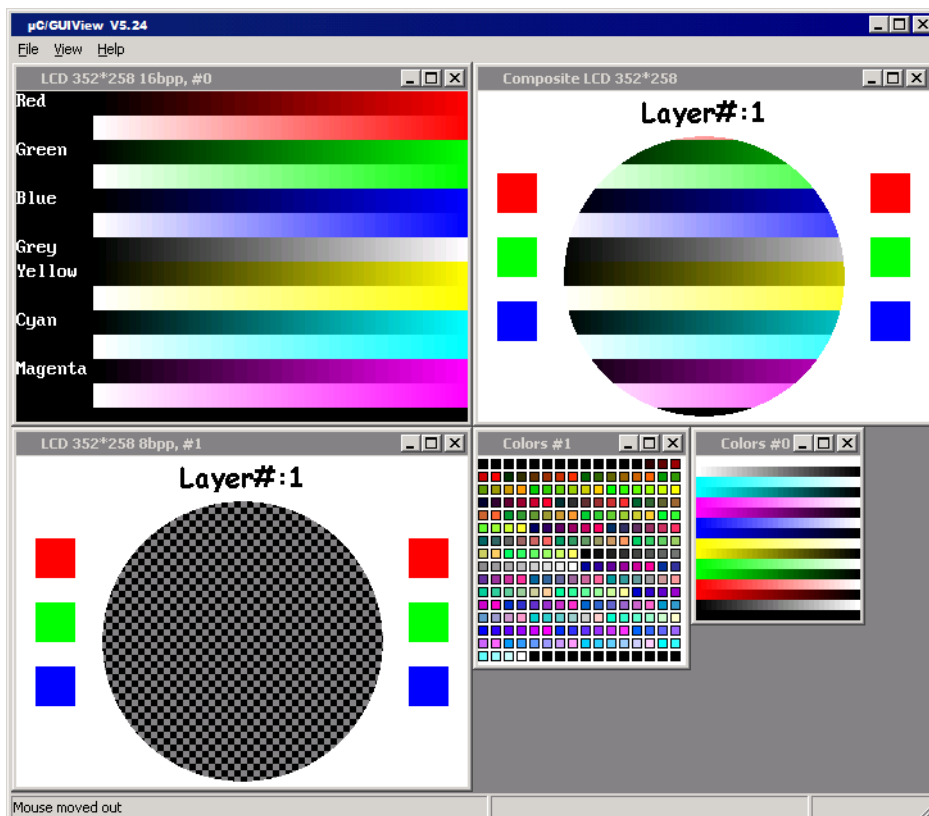 µC/GUIView V5.24
File View Help
LCD 352*258 16bpp, #0
Red
Green
Blue
Grey
Yellow
Cyan
Magenta
Composite LCD 352*258
Layer#:1
LCD 352*258 8bpp, #1
Layer#:1
Colors #1
Colors #0
Mouse moved out